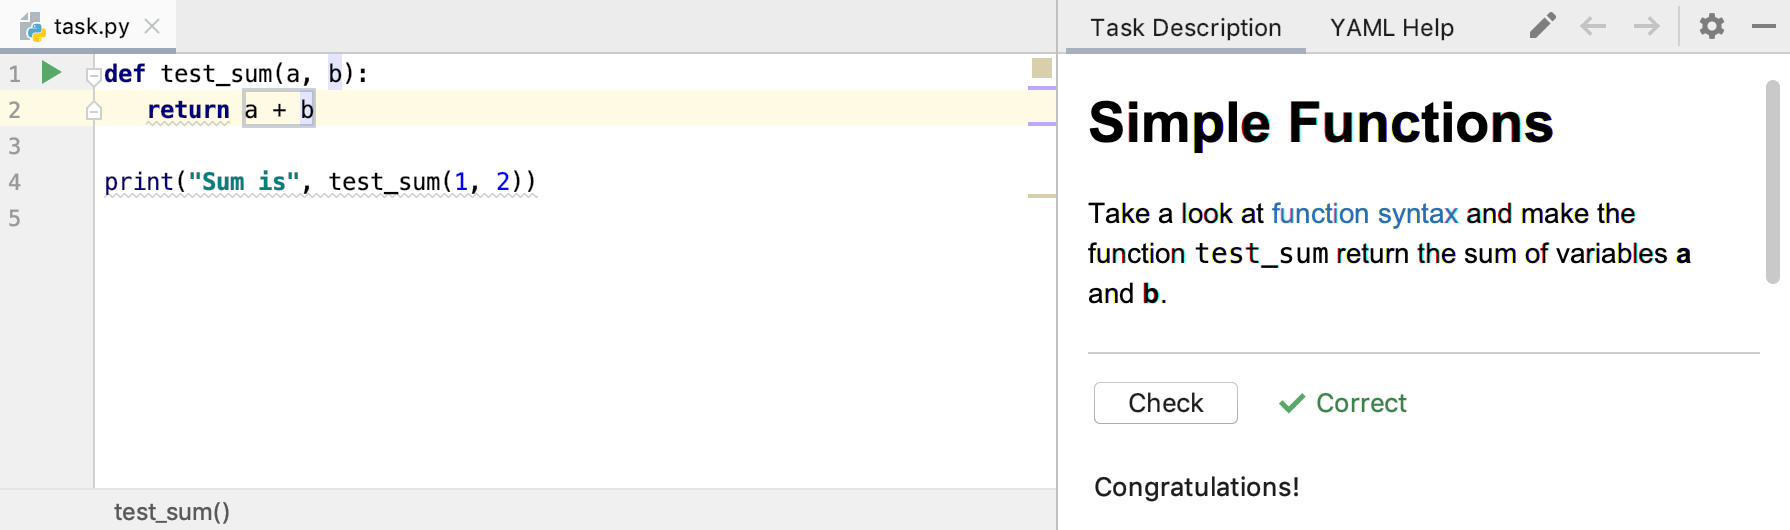 task.py
1 def test_sum(a, b):
2 return a + b
3
4 print("Sum is", test_sum(1, 2))
5
test_sum()
Task Description YAML Help
Simple Functions
Take a look at function syntax and make the
function test_sum return the sum of variables a
and b.
Check Correct
Congratulations!